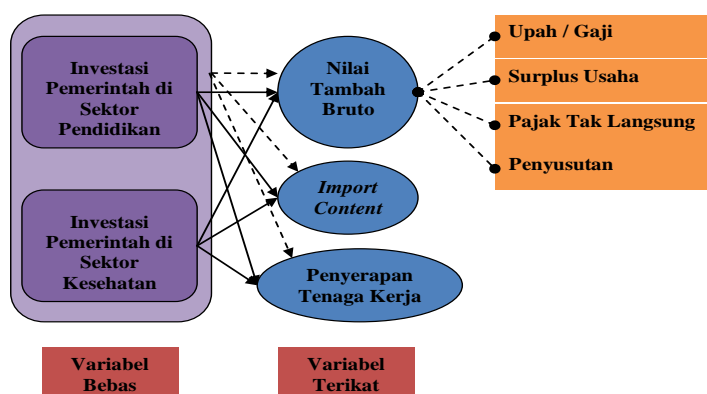 Investasi
Pemerintah di
Sektor
Pendidikan
Investasi
Pemerintah di
Sektor
Kesehatan
Nilai
Tambah
Bruto
Import
Content
Penyerapan
Tenaga Kerja
Upah / Gaji
Surplus Usaha
Pajak Tak Langsung
Penyusutan
Variabel
Bebas
Variabel
Terikat